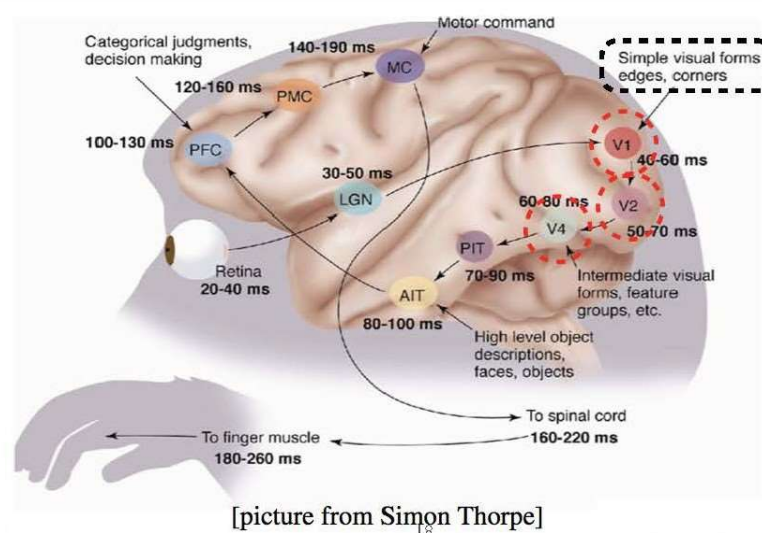 Motor command
Categorical judgments,
decision making
140-190 ms
MC
Simple visual forms
edges, corners
120-160 ms
PMC
100-130 ms
PFC
V1
40-60 ms
30-50 ms
LGN
60-80 ms
V2
V4
50-70 ms
PIT
Retina
20-40 ms
70-90 ms
AIT
80-100 ms
Intermediate visual
forms, feature
groups, etc.
High level object
descriptions,
faces, objects
To spinal cord
160-220 ms
To finger muscle
180-260 ms
[picture from Simon Thorpe]